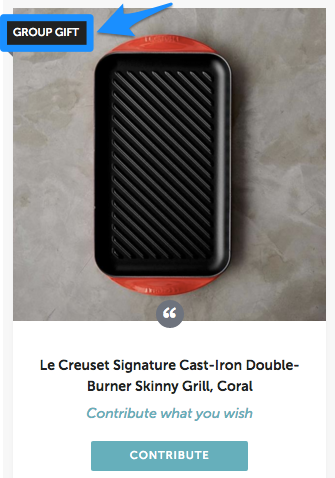 GROUP GIFT
“
Le Creuset Signature Cast-Iron Double-
Burner Skinny Grill, Coral
Contribute what you wish
CONTRIBUTE